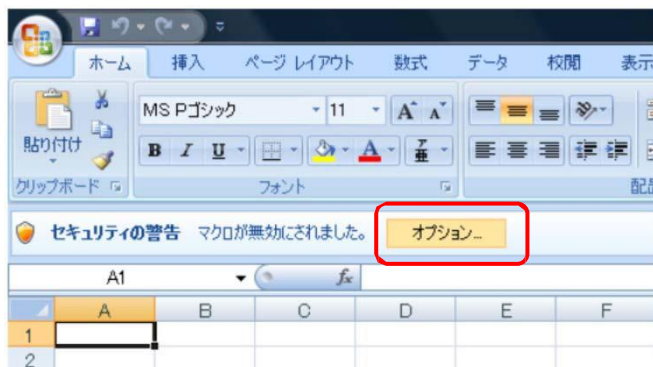 ホーム 挿入 ページ レイアウト 数式 データ 校閲 表示
MS Pゴシック 11 A A
貼り付け
B I U A ア亜
クリップボード フォント
セキュリティの警告 マクロが無効にされました。 オプション...
A1 fx
A B C D E F
1
2